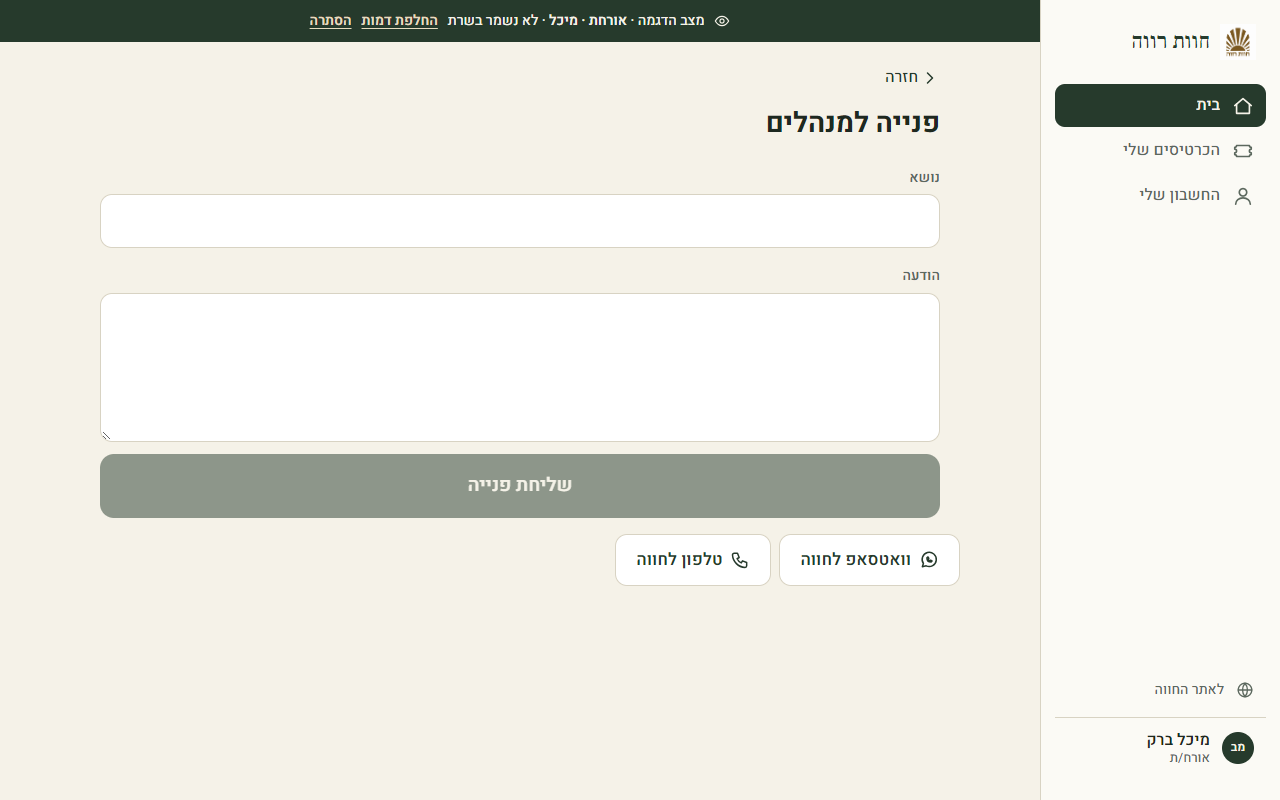 חוות רווה
בית
הכרטיסים שלי
החשבון שלי
לאתר החווה
מב
מיכל ברק
אורח/ת
מצב הדגמה · אורחת · מיכל · לא נשמר בשרת החלפת דמות הסתרה
חזרה
פנייה למנהלים
נושא
הודעה
שליחת פנייה
וואטסאפ לחווה
טלפון לחווה